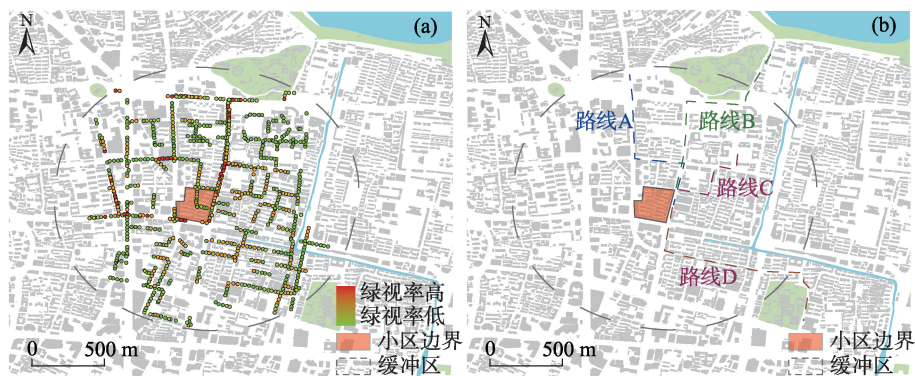 N
(a)
绿视率高
绿视率低
小区边界
缓冲区
0 500 m
N
(b)
路线A
路线B
路线C
路线D
小区边界
缓冲区
0 500 m